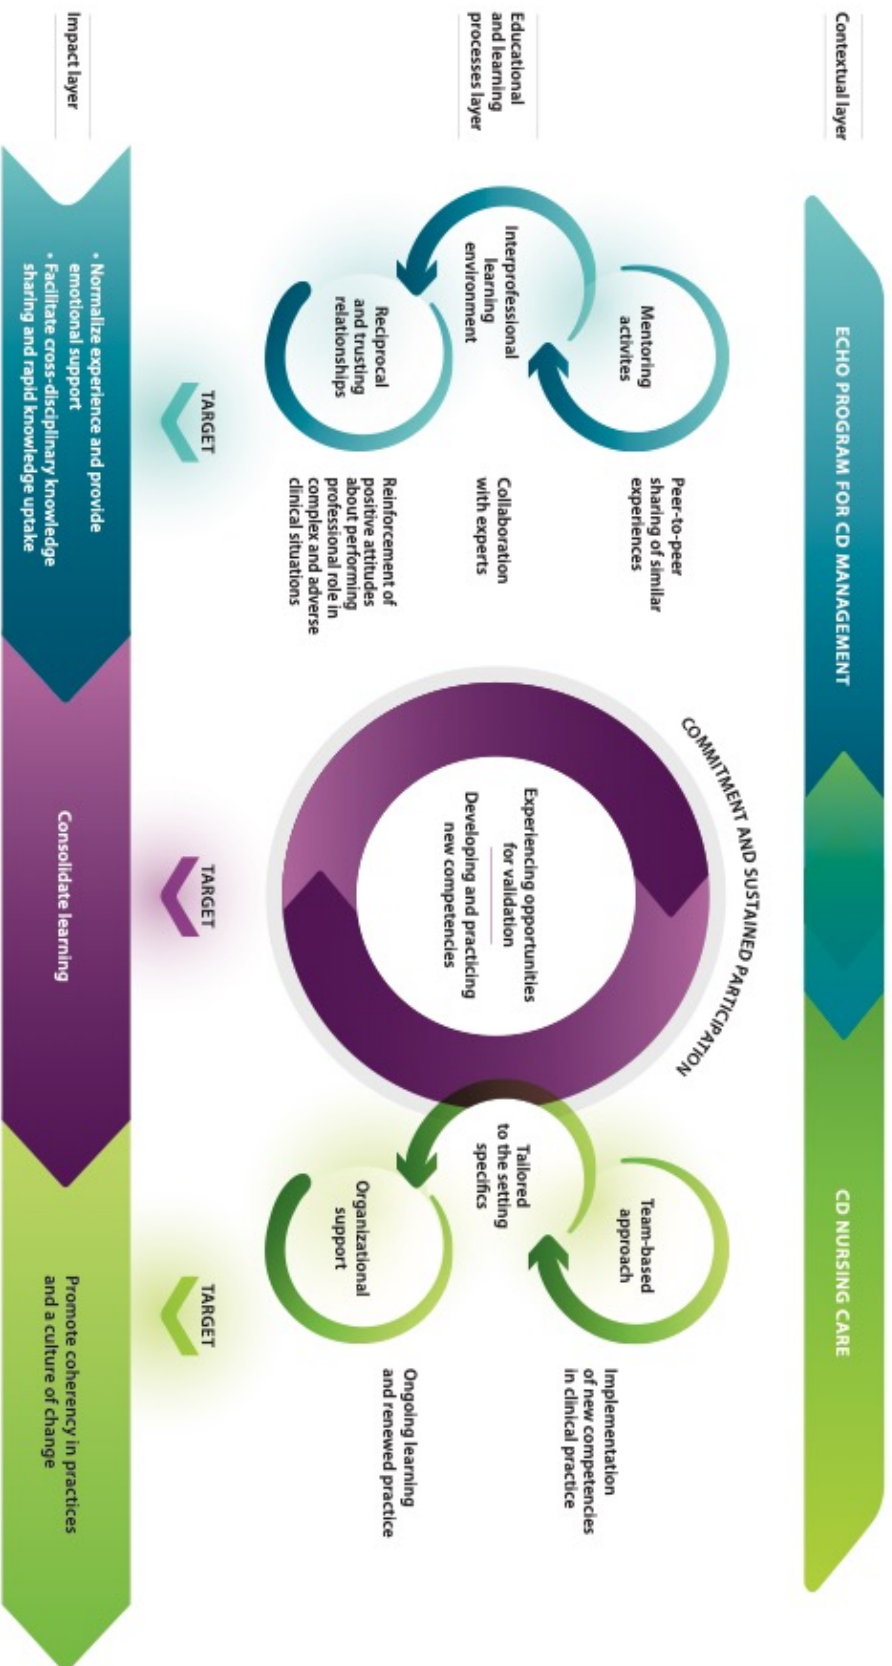 Contextual layer
ECHO PROGRAM FOR CD MANAGEMENT
CD NURSING CARE
Educational
and learning
processes layer
Mentoring
activites
Peer-to-peer
sharing of similar
experiences
Interprofessional
learning
environment
Collaboration
with experts
Reciprocal
and trusting
relationships
Reinforcement of
positive attitudes
about performing
professional role in
complex and adverse
clinical situations
COMMITMENT AND SUSTAINED PARTICIPATION
Experiencing opportunities
for validation
Developing and practicing
new competencies
Team-based
approach
Implementation
of new competencies
in clinical practice
Tailored
to the setting
specifics
Organizational
support
Ongoing learning
and renewed practice
TARGET
TARGET
TARGET
Impact layer
• Normalize experience and provide
emotional support
• Facilitate cross-disciplinary knowledge
sharing and rapid knowledge uptake
Consolidate learning
Promote coherency in practices
and a culture of change